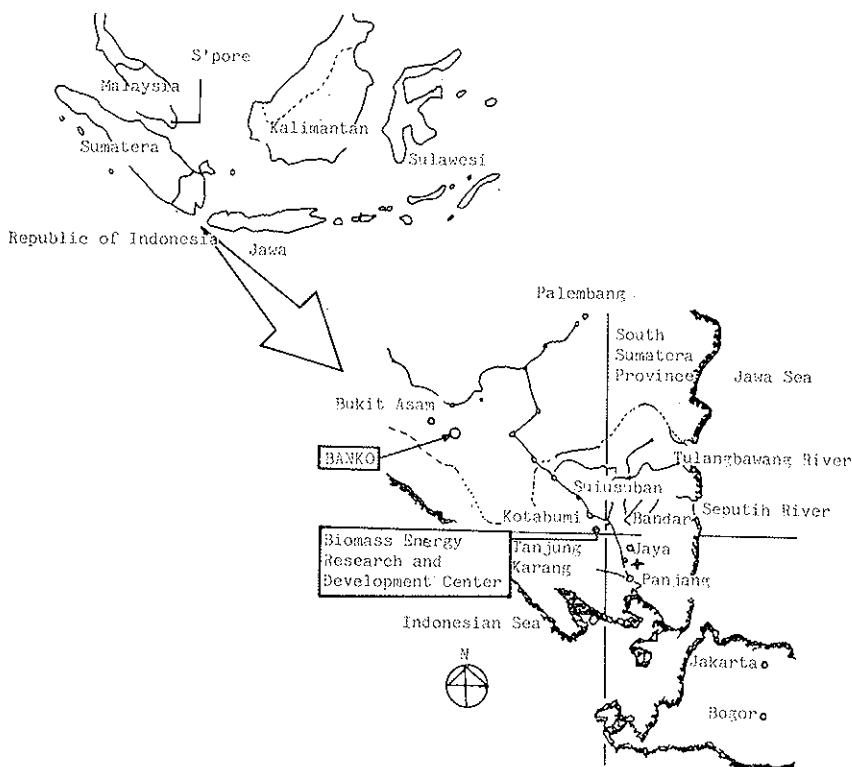 S'pore
Malaysia
Kalimantan
Sumatera
Sulawesi
Republic of Indonesia
Jawa
Palembang
South
Sumatera
Province
Jawa Sea
Bukit Asam
BANKO
Tulangbawang River
Sujusuban
Seputih River
Kotabumi
Bandar
Biomass Energy
Research and
Development Center
Tanjung
Karang
Jaya
Panjang
Indonesian Sea
N
Jakarta
Bogor